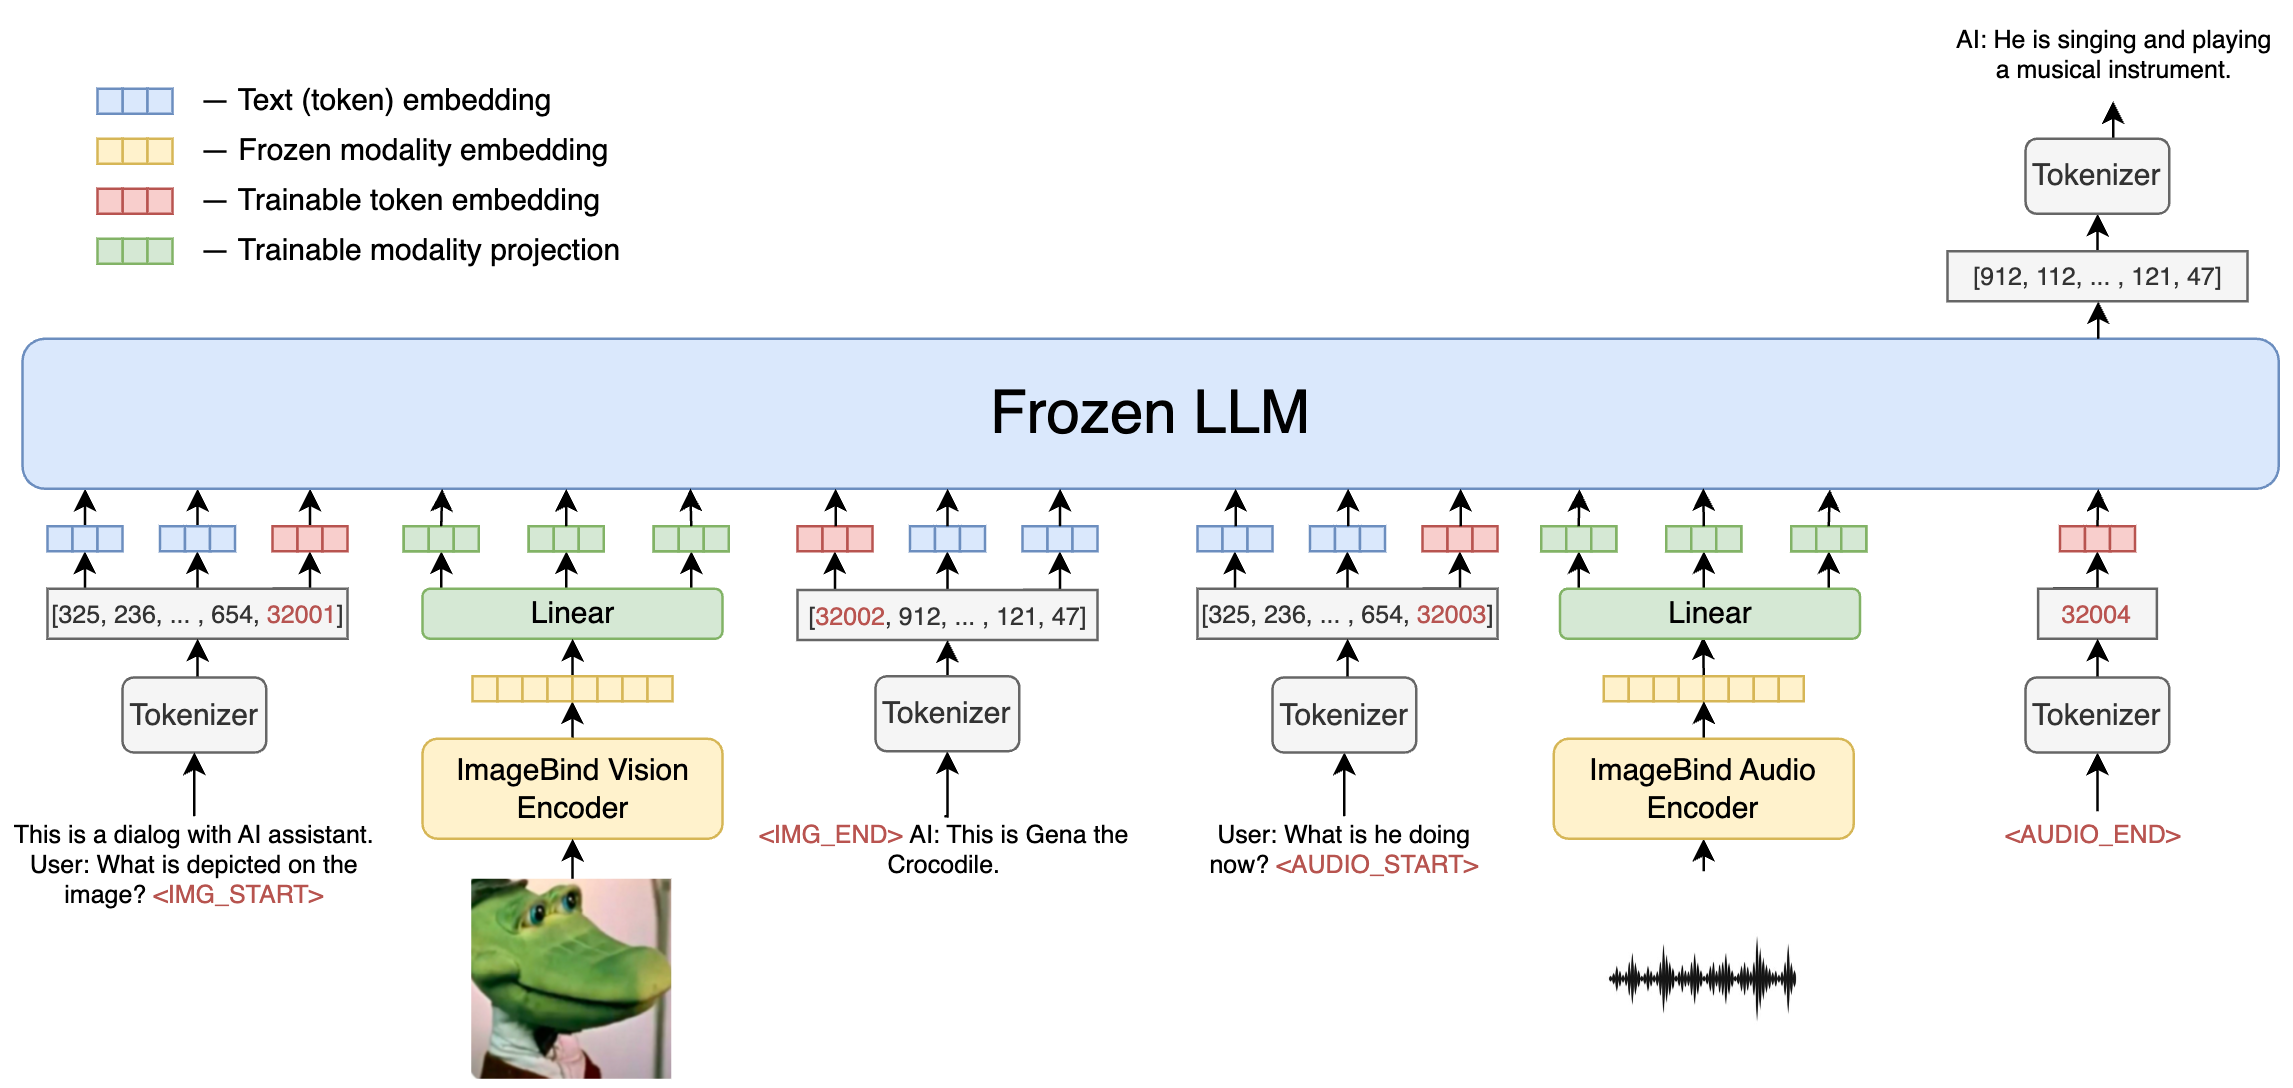 AI: He is singing and playing
a musical instrument.
— Text (token) embedding
— Frozen modality embedding
— Trainable token embedding
— Trainable modality projection
Tokenizer
[912, 112, ... , 121, 47]
Frozen LLM
[325, 236, ... , 654, 32001]
Linear
[32002, 912, ... , 121, 47]
[325, 236, ... , 654, 32003]
Linear
32004
Tokenizer
ImageBind Vision
Encoder
Tokenizer
Tokenizer
ImageBind Audio
Encoder
Tokenizer
This is a dialog with AI assistant.
User: What is depicted on the
image? <IMG_START>
<IMG_END> AI: This is Gena the
Crocodile.
User: What is he doing
now? <AUDIO_START>
<AUDIO_END>